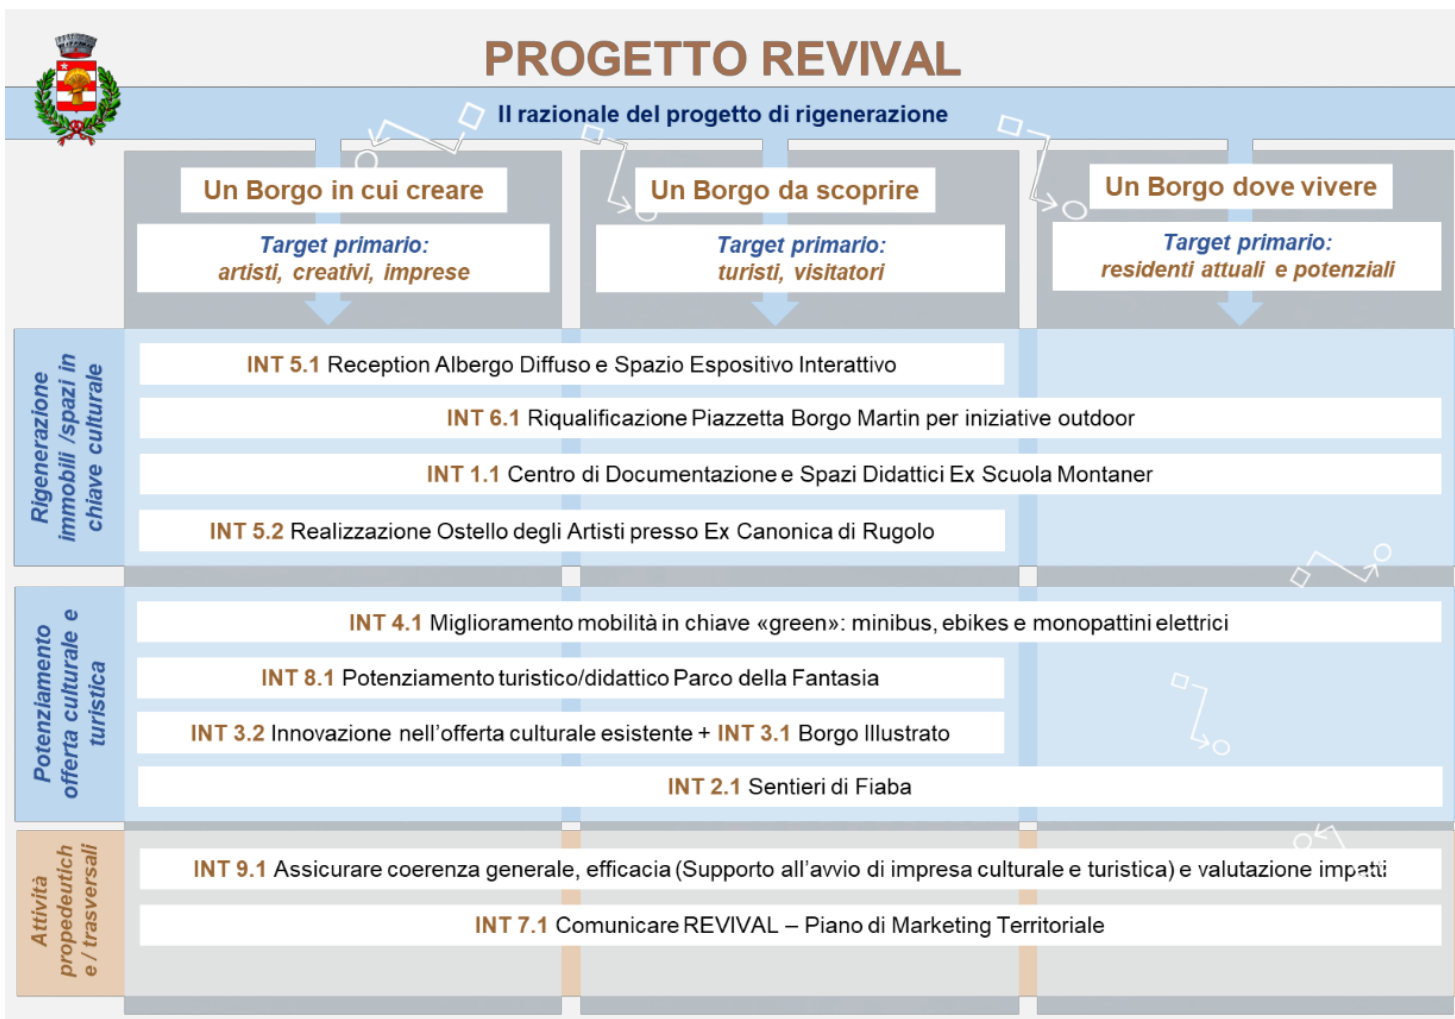 PROGETTO REVIVAL
Il razionale del progetto di rigenerazione
Un Borgo in cui creare
Target primario:
artisti, creativi, imprese
Un Borgo da scoprire
Target primario:
turisti, visitatori
Un Borgo dove vivere
Target primario:
residenti attuali e potenziali
Rigenerazione
immobili /spazi in
chiave culturale
INT 5.1 Reception Albergo Diffuso e Spazio Espositivo Interattivo
INT 6.1 Riqualificazione Piazzetta Borgo Martin per iniziative outdoor
INT 1.1 Centro di Documentazione e Spazi Didattici Ex Scuola Montaner
INT 5.2 Realizzazione Ostello degli Artisti presso Ex Canonica di Rugolo
Potenziamento
offerta culturale e
turistica
INT 4.1 Miglioramento mobilità in chiave «green»: minibus, ebikes e monopattini elettrici
INT 8.1 Potenziamento turistico/didattico Parco della Fantasia
INT 3.2 Innovazione nell'offerta culturale esistente + INT 3.1 Borgo Illustrato
INT 2.1 Sentieri di Fiaba
Attività
propedeutich
e / trasversali
INT 9.1 Assicurare coerenza generale, efficacia (Supporto all'avvio di impresa culturale e turistica) e valutazione impatti
INT 7.1 Comunicare REVIVAL – Piano di Marketing Territoriale